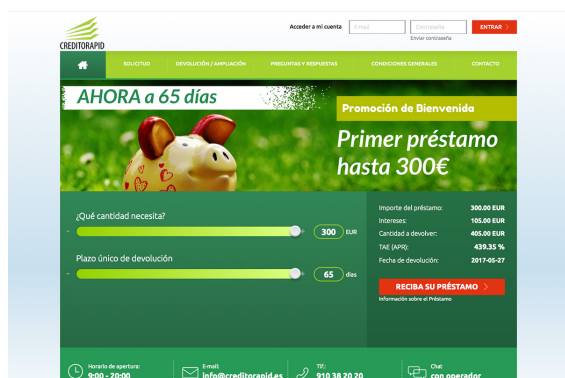 CREDITORAPID
Acceder a mi cuenta
E-mail
Contraseña
ENTRAR >
Enviar contraseña
SOLICITUD
DEVOLUCIÓN / AMPLIACIÓN
PREGUNTAS Y RESPUESTAS
CONDICIONES GENERALES
CONTACTO
AHORA a 65 días
Promoción de Bienvenida
Primer préstamo
hasta 300€
¿Qué cantidad necesita?
- + 300 EUR
Plazo único de devolución
- + 65 días
Importe del préstamo: 300.00 EUR
Intereses: 105.00 EUR
Cantidad a devolver: 405.00 EUR
TAE (APR): 439.35 %
Fecha de devolución: 2017-05-27
RECIBA SU PRÉSTAMO >
Información sobre el Préstamo
Horario de apertura:
9:00 - 20:00
E-mail:
info@creditorapid.es
Tlf.:
910 38 20 20
Chat
con operador